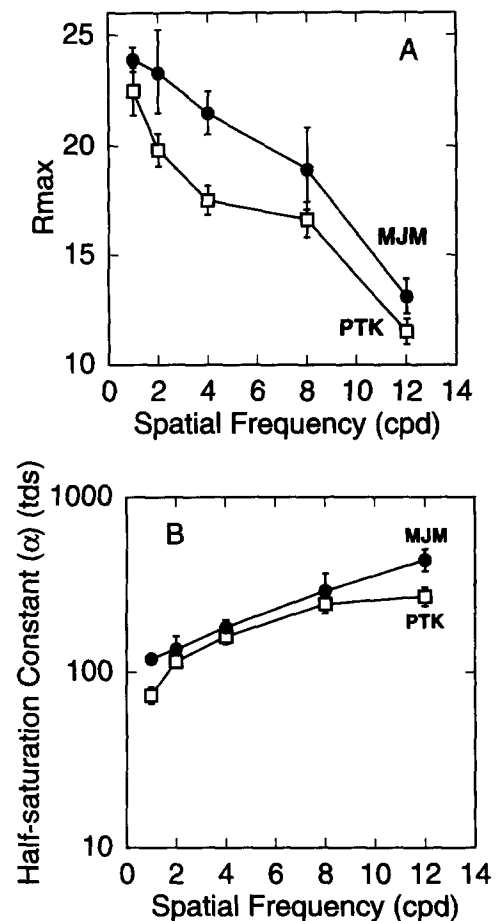 A
25
20
15
10
Rmax
MJM
PTK
0 2 4 6 8 10 12 14
Spatial Frequency (cpd)
B
1000
100
10
Half-saturation Constant (α) (tds)
MJM
PTK
0 2 4 6 8 10 12 14
Spatial Frequency (cpd)